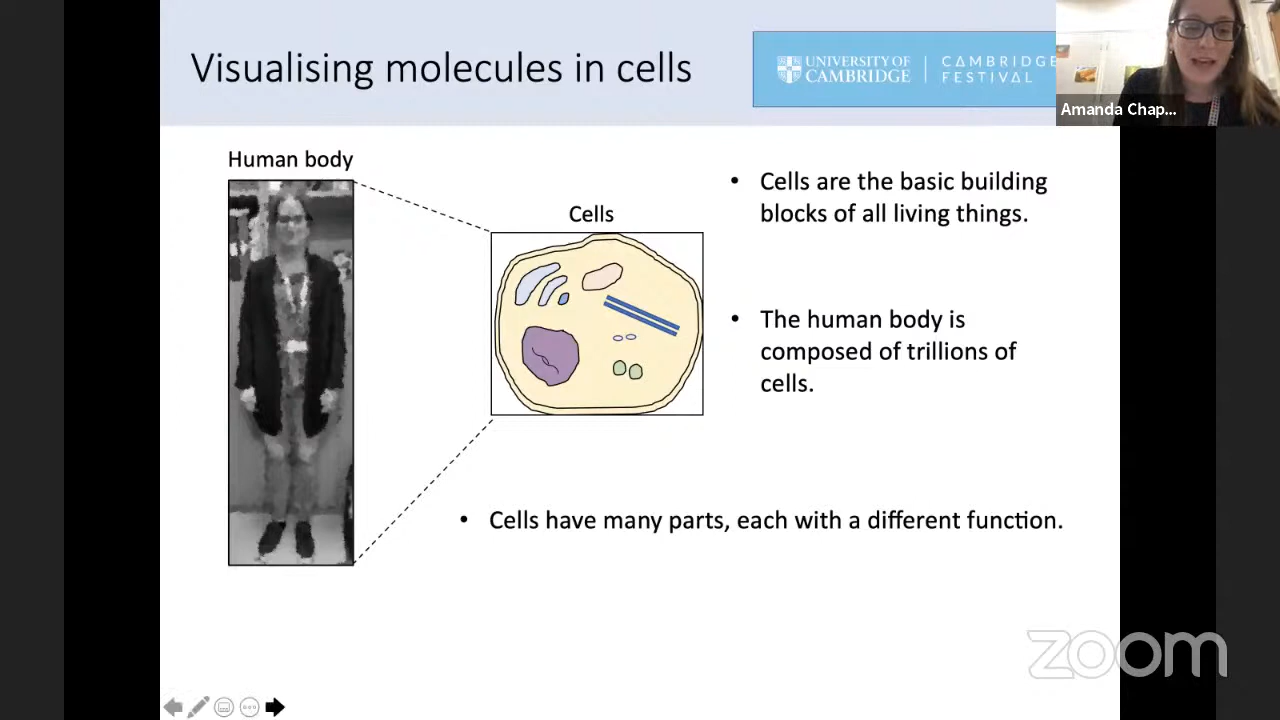 Visualising molecules in cells
UNIVERSITY OF
CAMBRIDGE
CAMBRIDGE
FESTIVAL
Amanda Chap...
Human body
Cells
• Cells are the basic building
blocks of all living things.
• The human body is
composed of trillions of
cells.
• Cells have many parts, each with a different function.
zoom